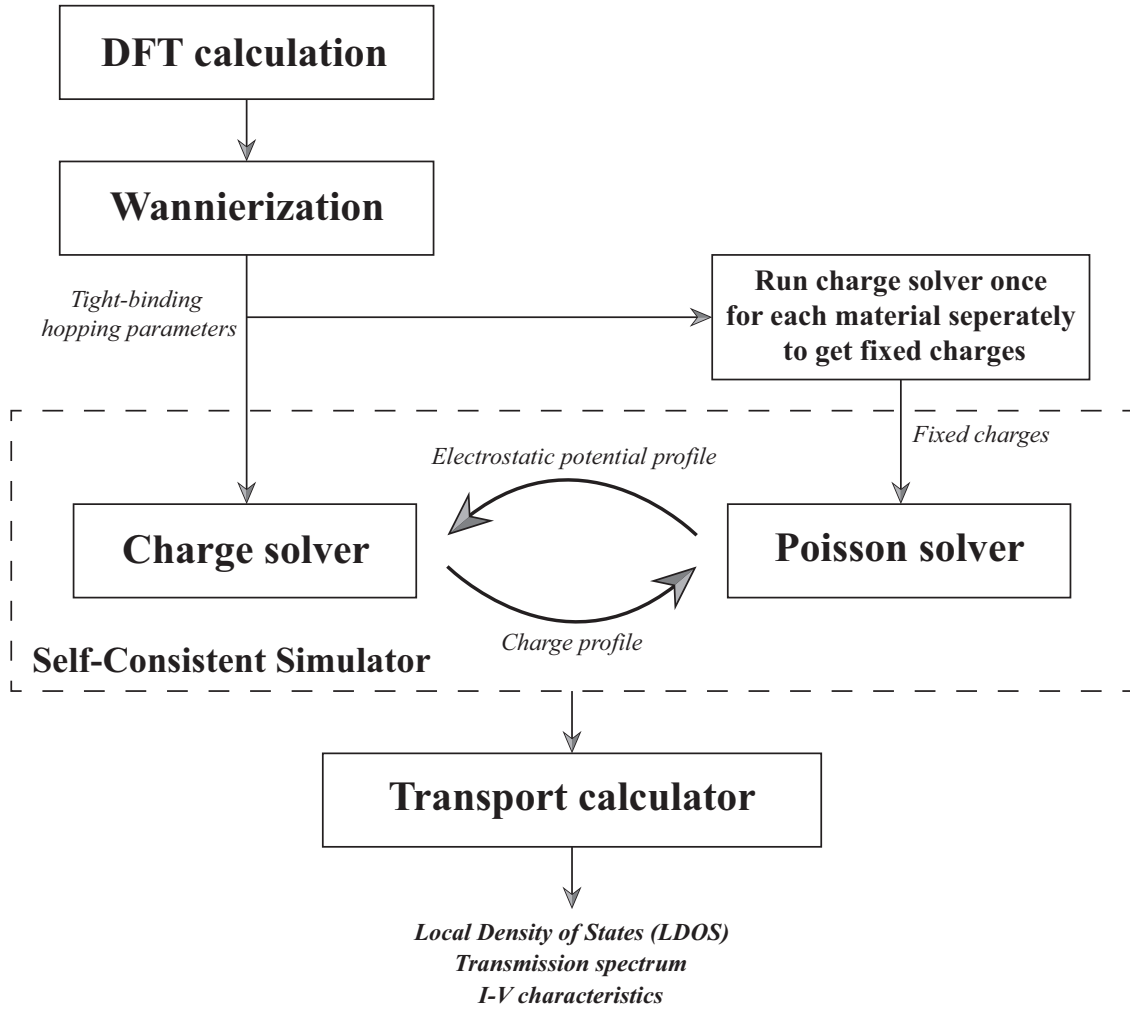 DFT calculation
Wannierization
Tight-binding
hopping parameters
Run charge solver once
for each material seperately
to get fixed charges
Fixed charges
Electrostatic potential profile
Charge solver
Poisson solver
Charge profile
Self-Consistent Simulator
Transport calculator
Local Density of States (LDOS)
Transmission spectrum
I-V characteristics